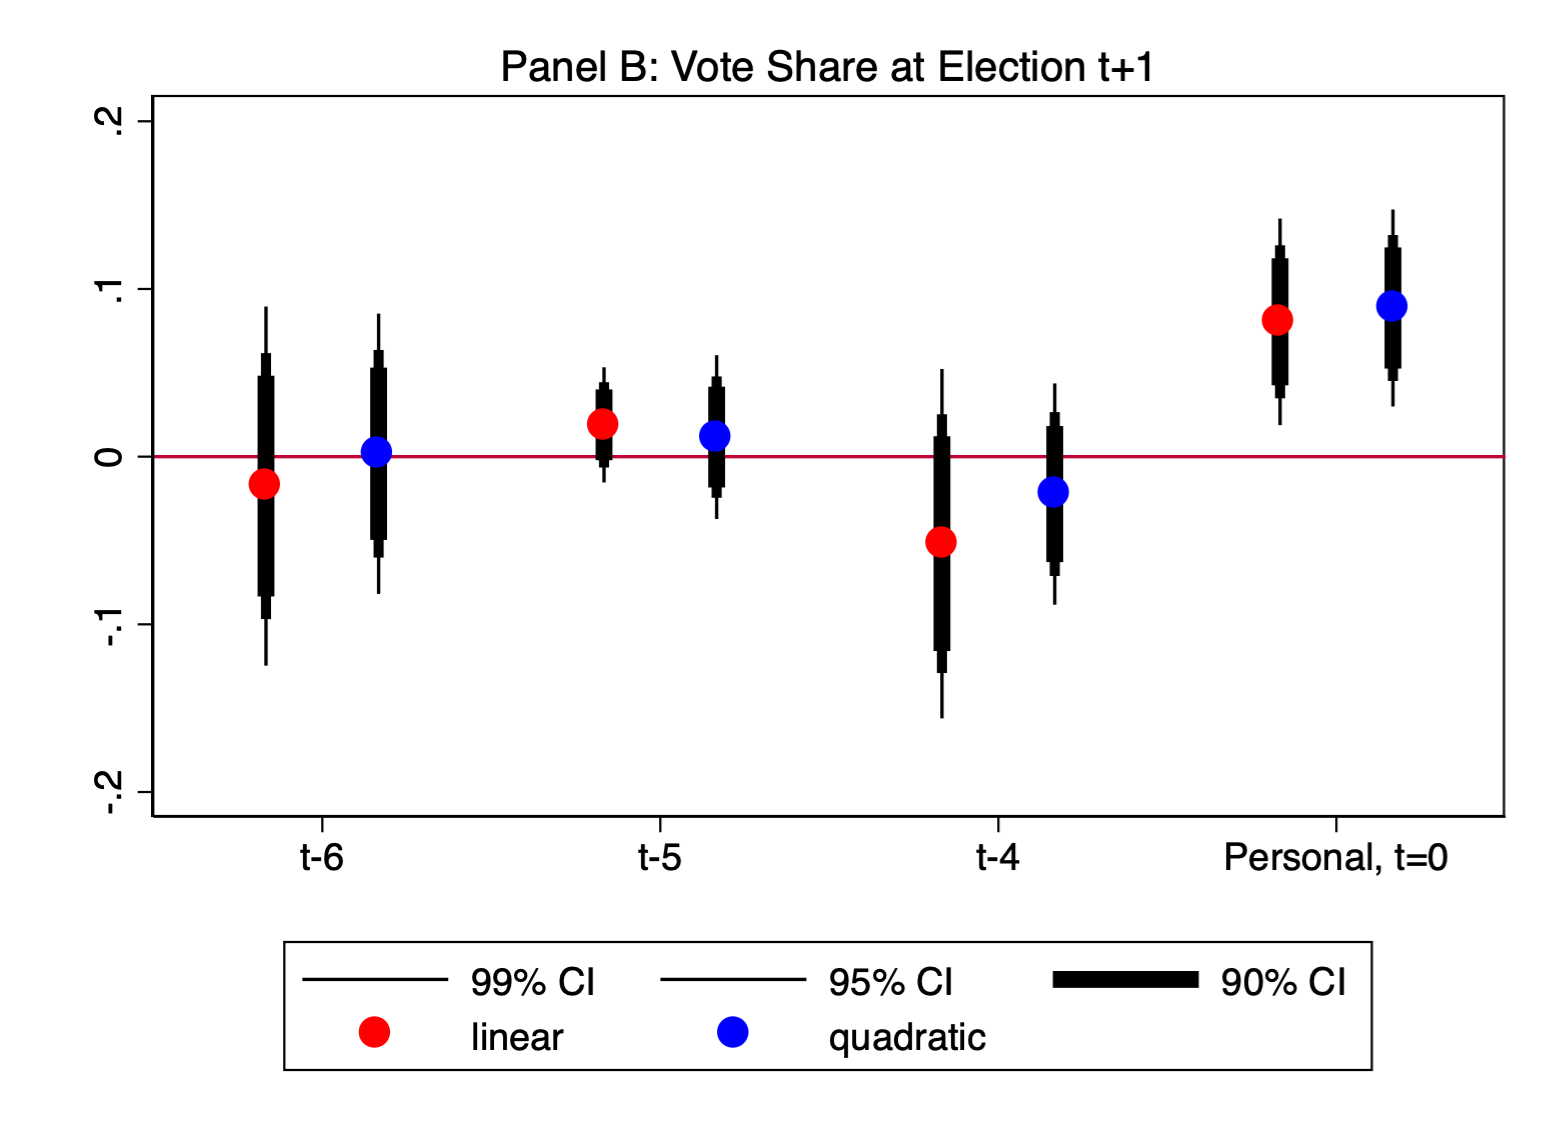 Panel B: Vote Share at Election t+1
.2
.1
0
-.1
-.2
t-6 t-5 t-4 Personal, t=0
99% CI 95% CI 90% CI
linear quadratic